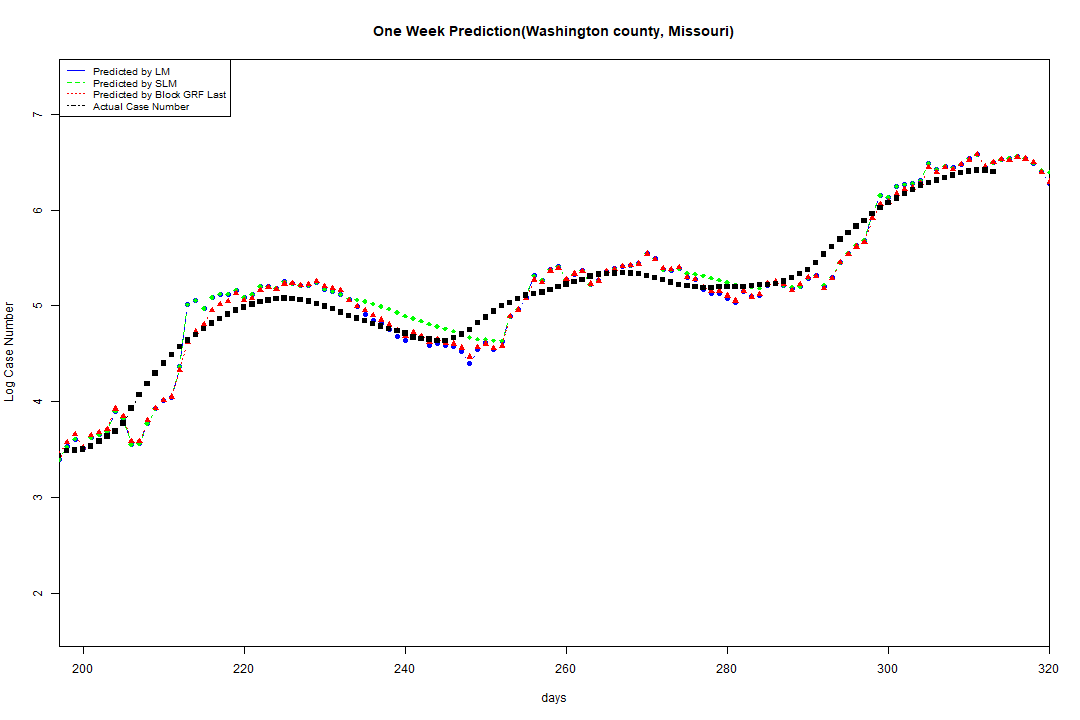 One Week Prediction(Washington county, Missouri)
Predicted by LM
Predicted by SLM
Predicted by Block GRF Last
Actual Case Number
7
6
5
4
3
2
Log Case Number
200 220 240 260 280 300 320
days